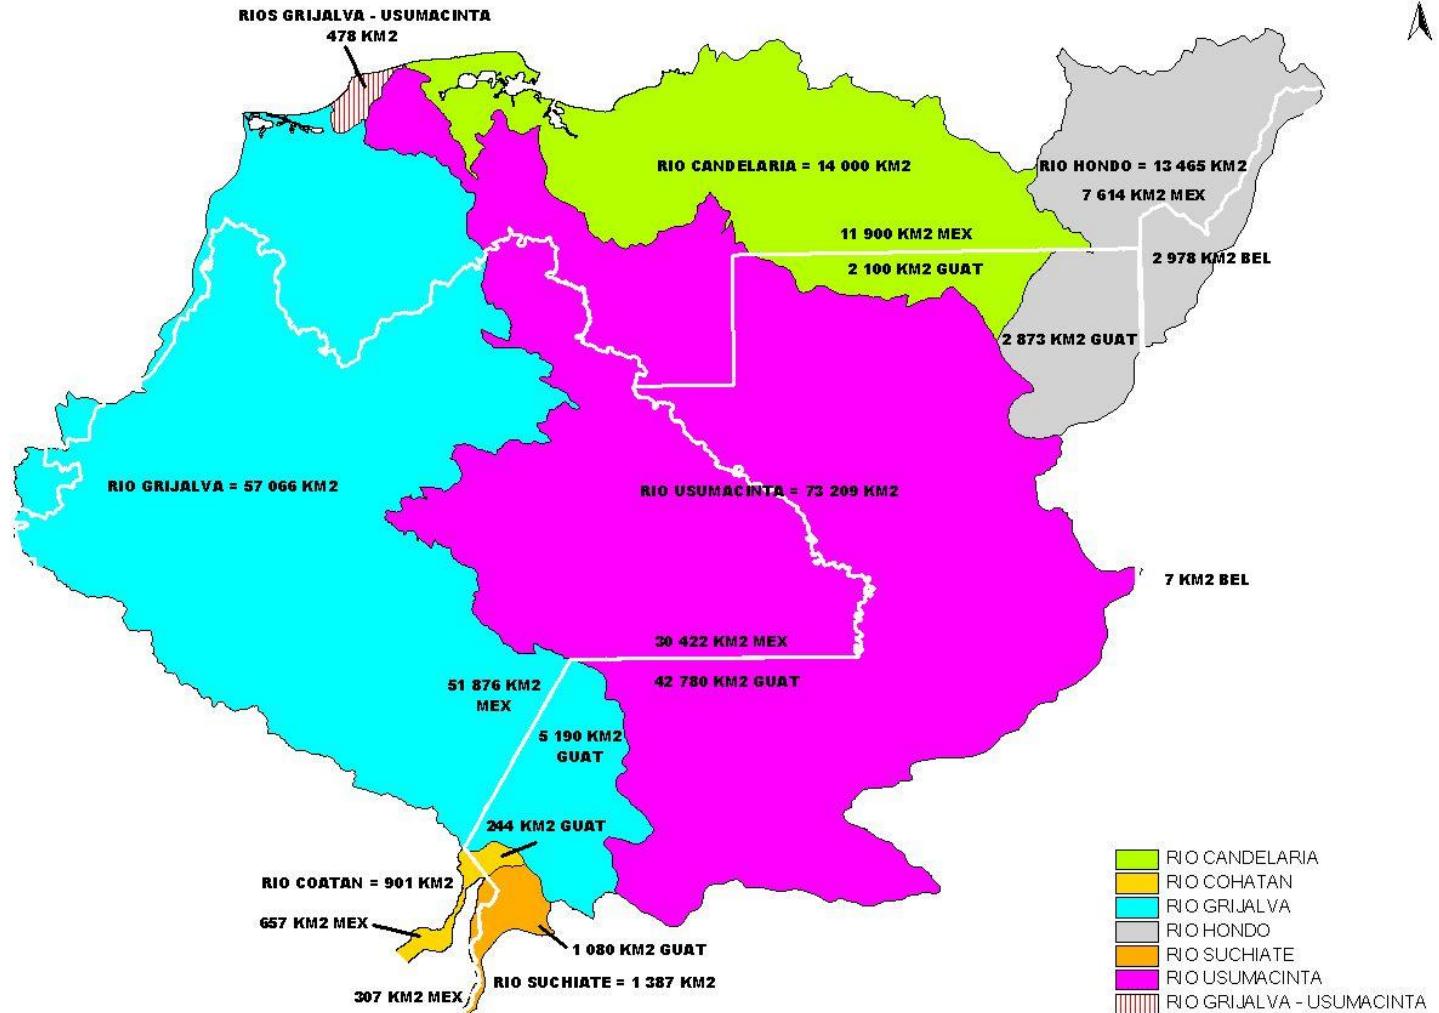 RIOS GRIJALVA - USUMACINTA
478 KM2
RIO CANDELARIA = 14 000 KM2
RIO HONDO = 13 465 KM2
7 614 KM2 MEX
11 900 KM2 MEX
2 978 KM2 BEL
2 100 KM2 GUAT
2 873 KM2 GUAT
RIO GRIJALVA = 57 066 KM2
RIO USUMACINTA = 73 209 KM2
7 KM2 BEL
30 422 KM2 MEX
42 780 KM2 GUAT
51 876 KM2
MEX
5 190 KM2
GUAT
244 KM2 GUAT
RIO COATAN = 901 KM2
657 KM2 MEX
1 080 KM2 GUAT
RIO SUCHIATE = 1 387 KM2
307 KM2 MEX
RIO CANDELARIA
RIO COHATAN
RIO GRIJALVA
RIO HONDO
RIO SUCHIATE
RIO USUMACINTA
RIO GRIJALVA - USUMACINTA